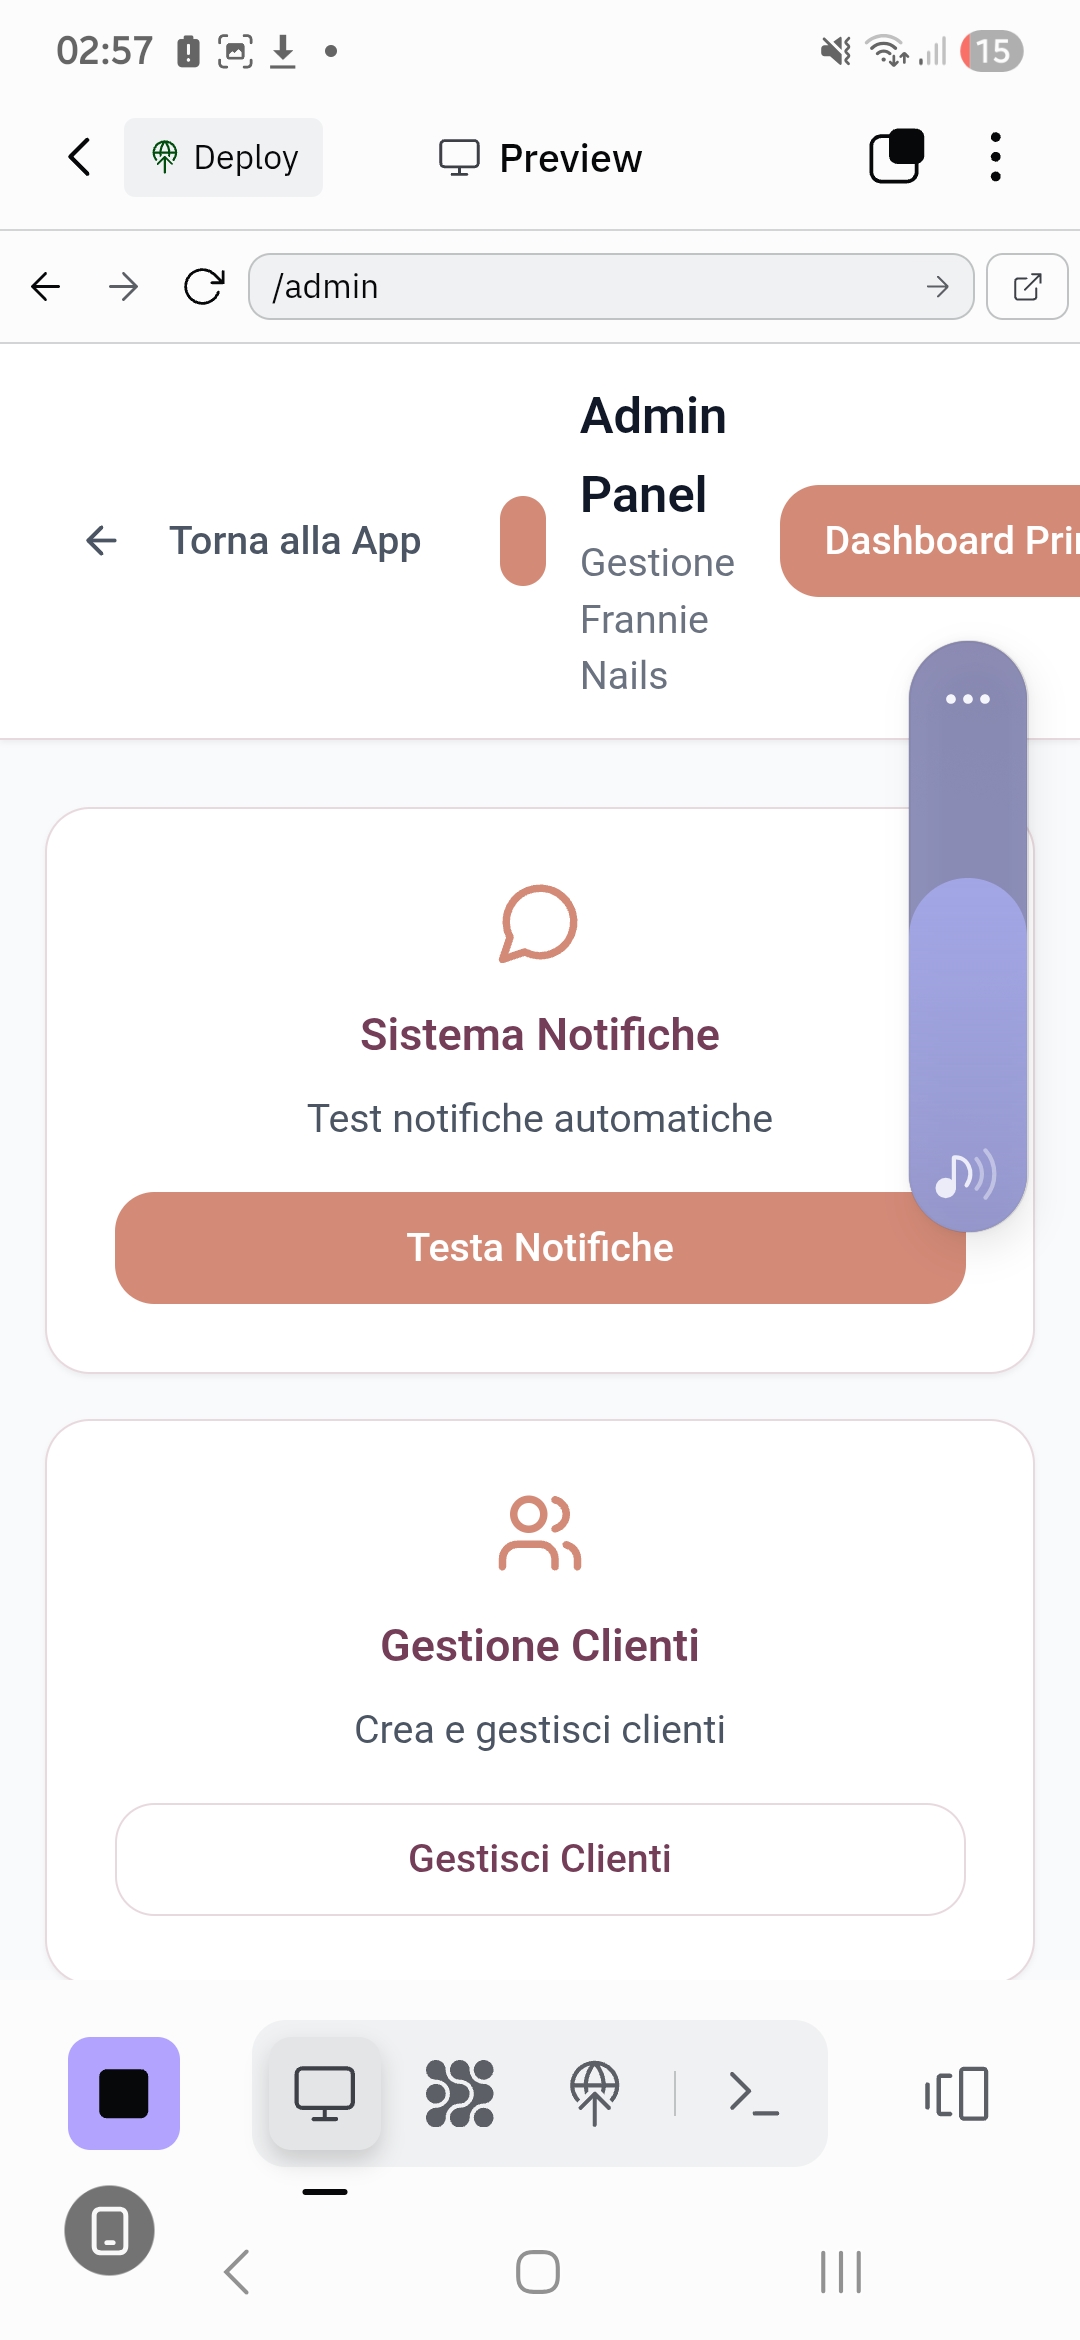 02:57
15
Deploy
Preview
/admin
Torna alla App
Admin
Panel
Gestione
Frannie
Nails
Dashboard Prin
Sistema Notifiche
Test notifiche automatiche
Testa Notifiche
Gestione Clienti
Crea e gestisci clienti
Gestisci Clienti